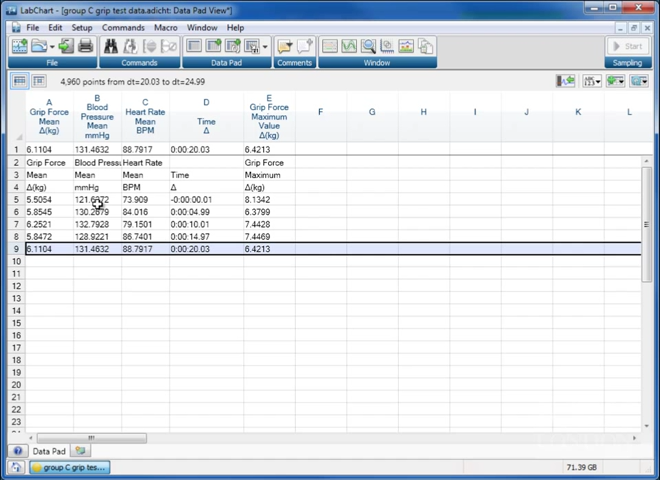 LabChart - [group C grip test data.adicht: Data Pad View*]
File Edit Setup Commands Macro Window Help
Start
File Commands Data Pad Comments Window Sampling
4,960 points from dt=20.03 to dt=24.99
A B C D E F G H I J K L
Grip Force Mean Δ(kg)
Blood Pressure Mean mmHg
Heart Rate Mean BPM
Time Δ
Grip Force Maximum Value Δ(kg)
1 6.1104 131.4632 88.7917 0:00:20.03 6.4213
2 Grip Force Blood Pressu Heart Rate Grip Force
3 Mean Mean Mean Time Maximum
4 Δ(kg) mmHg BPM Δ Δ(kg)
5 5.5054 73.909 -0:00:00.01 8.1342
6 5.8545 84.016 0:00:04.99 6.3799
7 6.2521 132.7928 79.1501 0:00:10.01 7.4428
8 5.8472 128.9221 86.7401 0:00:14.97 7.4469
9 6.1104 131.4632 88.7917 0:00:20.03 6.4213
10
11
12
13
14
15
16
17
18
19
20
21
22
23
Data Pad
group C grip tes...
71.39 GB